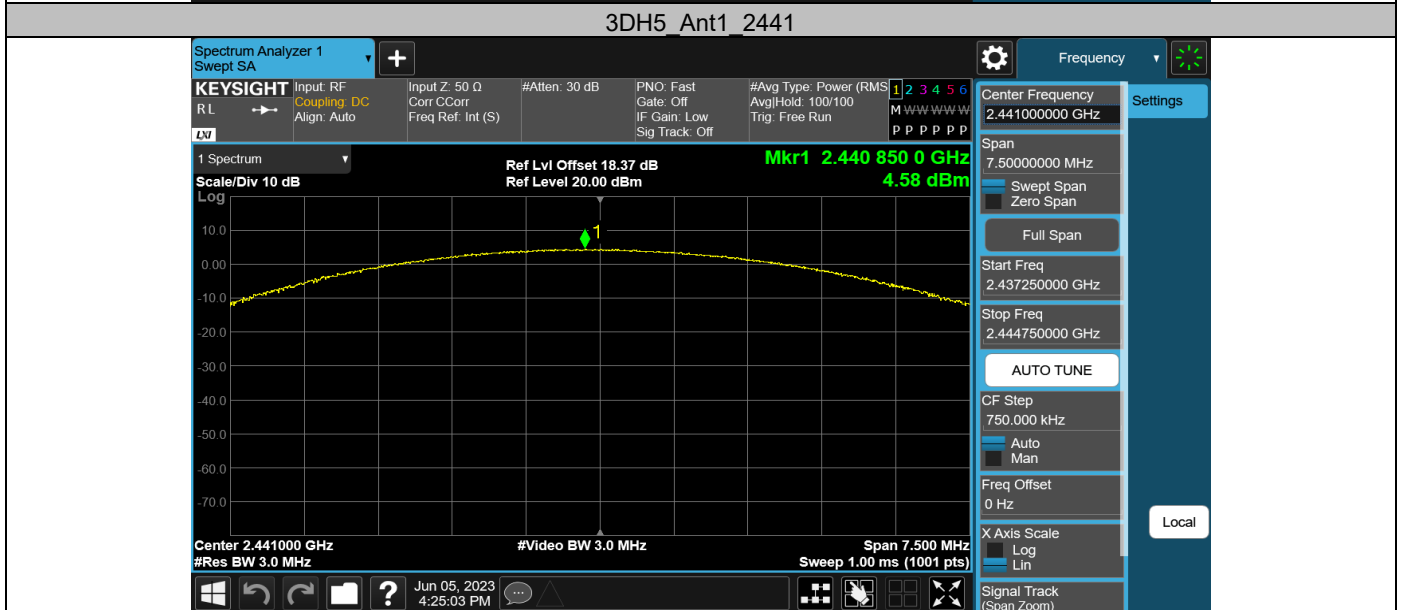 3DH5_Ant1_2441
Spectrum Analyzer 1
Swept SA
+
Frequency
KEYSIGHT
RL
LXI
Input: RF
Coupling: DC
Align: Auto
Input Z: 50 Ω
Corr CCorr
Freq Ref: Int (S)
#Atten: 30 dB
PNO: Fast
Gate: Off
IF Gain: Low
Sig Track: Off
#Avg Type: Power (RMS
Avg|Hold: 100/100
Trig: Free Run
1 2 3 4 5 6
M W W W W W
P P P P P P
1 Spectrum
Scale/Div 10 dB
Log
Ref Lvl Offset 18.37 dB
Ref Level 20.00 dBm
Mkr1 2.440 850 0 GHz
4.58 dBm
1
10.0
0.00
-10.0
-20.0
-30.0
-40.0
-50.0
-60.0
-70.0
Center 2.441000 GHz
#Res BW 3.0 MHz
#Video BW 3.0 MHz
Span 7.500 MHz
Sweep 1.00 ms (1001 pts)
?
Jun 05, 2023
4:25:03 PM
Center Frequency
2.441000000 GHz
Span
7.50000000 MHz
Swept Span
Zero Span
Full Span
Start Freq
2.437250000 GHz
Stop Freq
2.444750000 GHz
AUTO TUNE
CF Step
750.000 kHz
Auto
Man
Freq Offset
0 Hz
X Axis Scale
Log
Lin
Signal Track
(Span Zoom)
Settings
Local